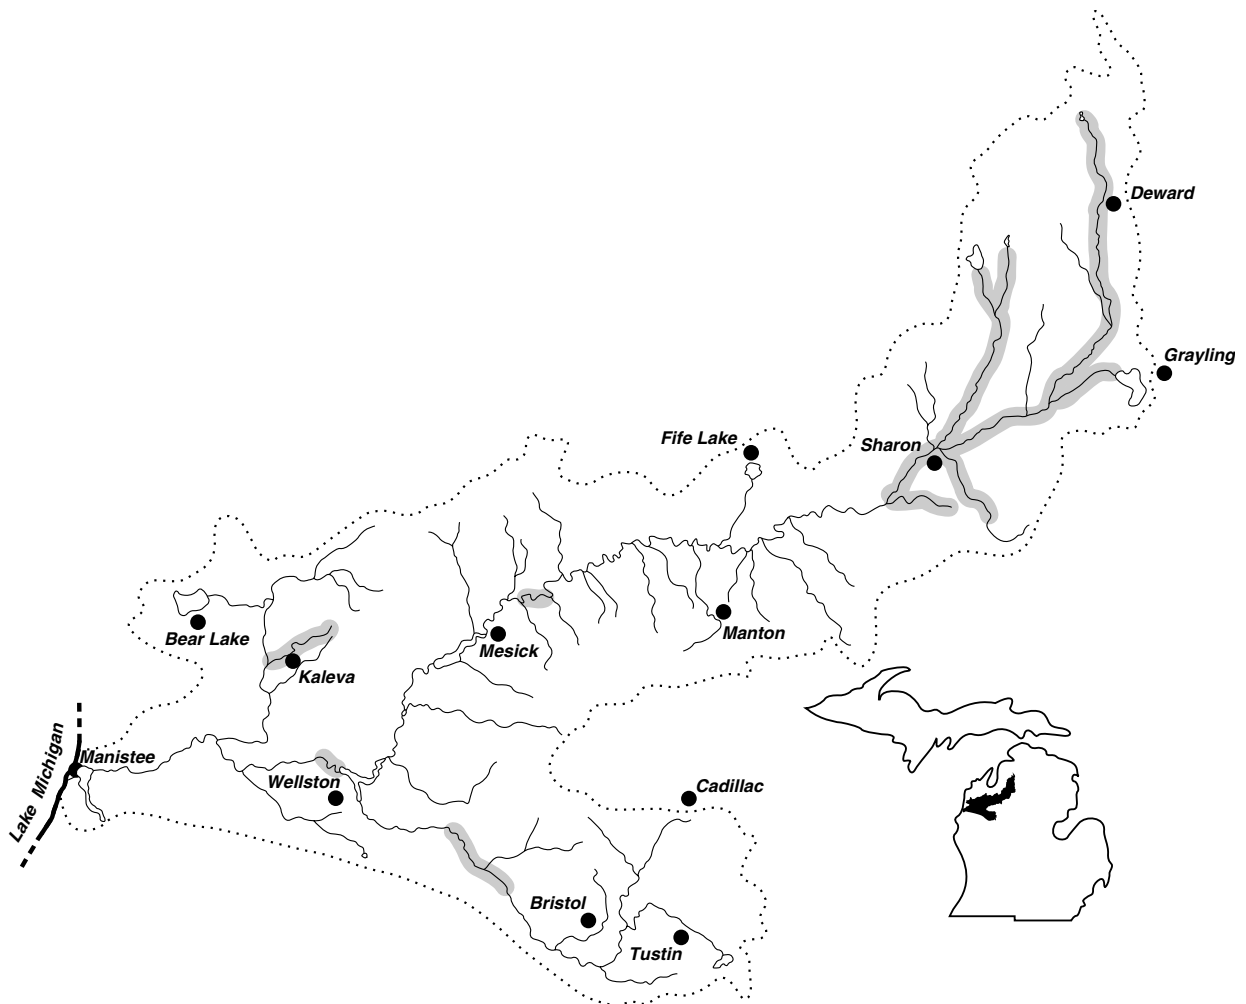 Deward
Grayling
Fife Lake
Sharon
Bear Lake
Manton
Mesick
Kaleva
Lake Michigan
Manistee
Wellston
Cadillac
Bristol
Tustin